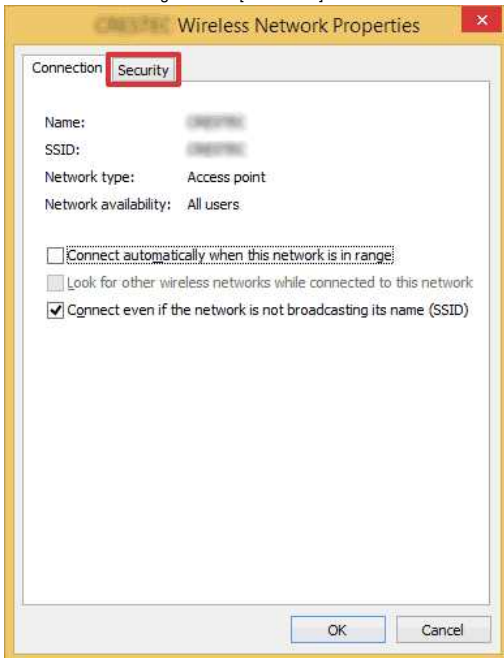 Wireless Network Properties
Connection Security
Name:
SSID:
Network type: Access point
Network availability: All users
Connect automatically when this network is in range
Look for other wireless networks while connected to this network
Connect even if the network is not broadcasting its name (SSID)
OK Cancel